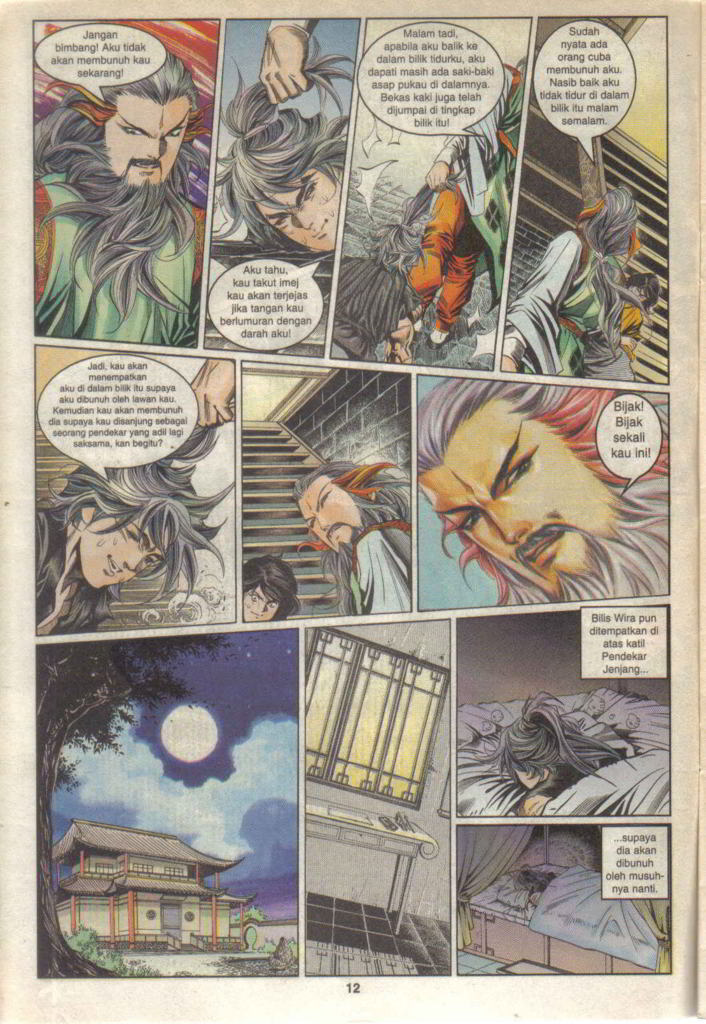 Jangan
bimbang! Aku tidak
akan membunuh kau
sekarang!
Aku tahu,
kau takut imej
kau akan terjejas
jika tangan kau
berlumuran dengan
darah aku!
Malam tadi,
apabila aku balik ke
dalam bilik tidurku, aku
dapati masih ada saki-baki
asap pukau di dalamnya.
Bekas kaki juga telah
dijumpai di tingkap
bilik itu!
Sudah
nyata ada
orang cuba
membunuh aku.
Nasib baik aku
tidak tidur di dalam
bilik itu malam
semalam.
Jadi, kau akan
menempatkan
aku di dalam bilik itu supaya
aku dibunuh oleh lawan kau.
Kemudian kau akan membunuh
dia supaya kau disanjung sebagai
seorang pendekar yang adil lagi
saksama, kan begitu?
Bijak!
Bijak
sekali
kau ini!
Bilis Wira pun
ditempatkan di
atas katil
Pendekar
Jenjang...
...supaya
dia akan
dibunuh
oleh musuh-
nya nanti.
12